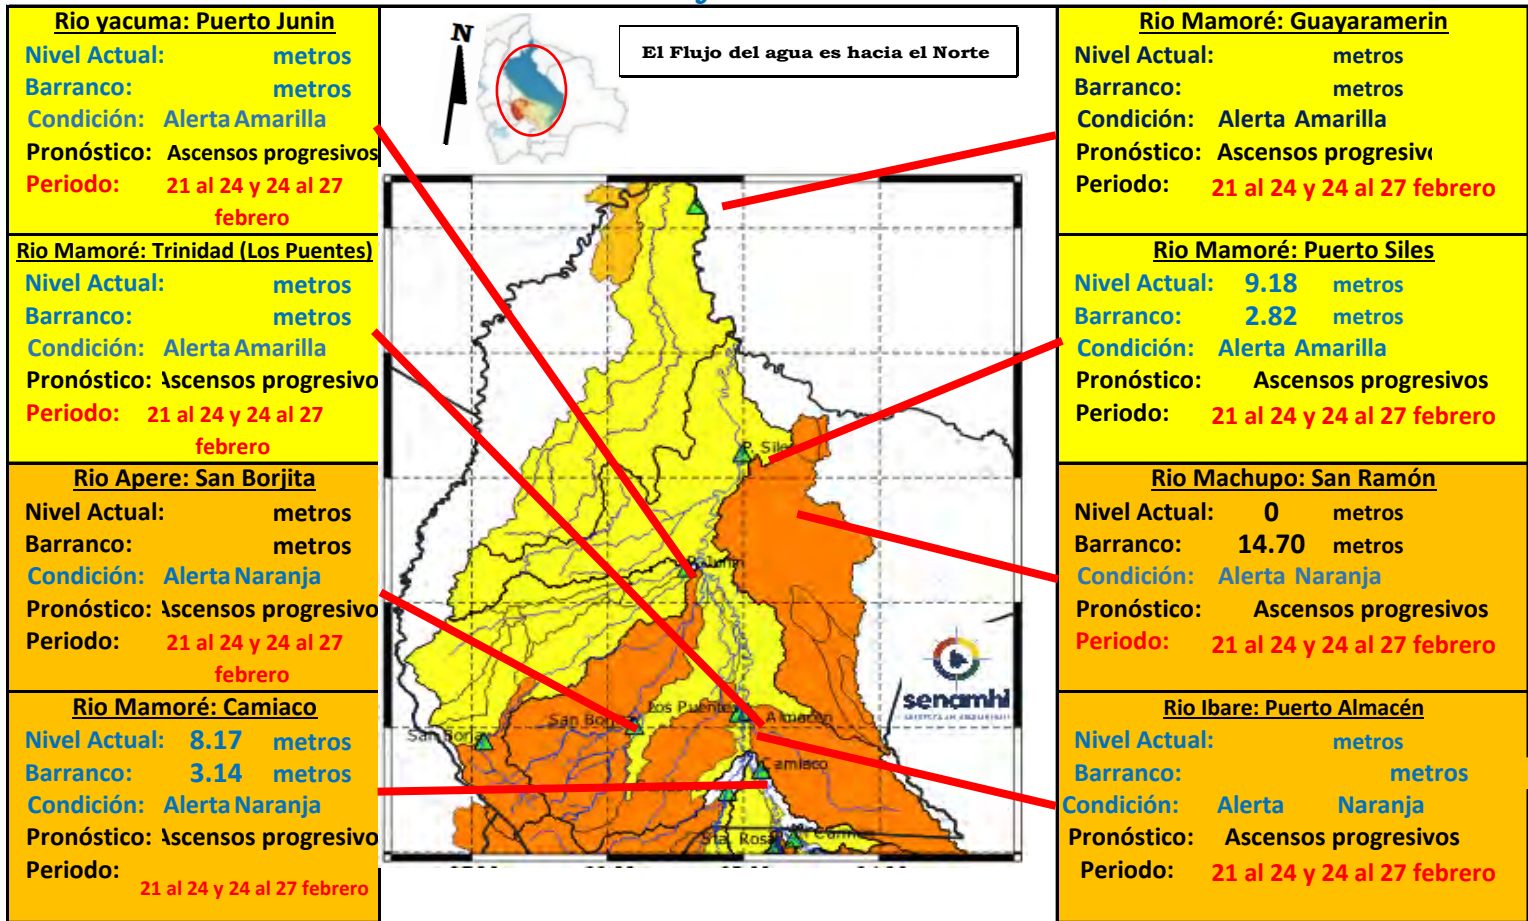 Rio yacuma: Puerto Junin
Nivel Actual: metros
Barranco: metros
Condición: Alerta Amarilla
Pronóstico: Ascensos progresivos
Periodo: 21 al 24 y 24 al 27
febrero
Rio Mamoré: Trinidad (Los Puentes)
Nivel Actual: metros
Barranco: metros
Condición: Alerta Amarilla
Pronóstico: Ascensos progresivo
Periodo: 21 al 24 y 24 al 27
febrero
Rio Apere: San Borjita
Nivel Actual: metros
Barranco: metros
Condición: Alerta Naranja
Pronóstico: Ascensos progresivo
Periodo: 21 al 24 y 24 al 27
febrero
Rio Mamoré: Camiaco
Nivel Actual: 8.17 metros
Barranco: 3.14 metros
Condición: Alerta Naranja
Pronóstico: Ascensos progresivo
Periodo:
21 al 24 y 24 al 27 febrero
N
El Flujo del agua es hacia el Norte
P. Siles
P. Junin
Los Puentes
Almacén
San Borjita
San Borja
Camiaco
Sta. Rosa
senamhi
Rio Mamoré: Guayaramerin
Nivel Actual: metros
Barranco: metros
Condición: Alerta Amarilla
Pronóstico: Ascensos progresiv
Periodo: 21 al 24 y 24 al 27 febrero
Rio Mamoré: Puerto Siles
Nivel Actual: 9.18 metros
Barranco: 2.82 metros
Condición: Alerta Amarilla
Pronóstico: Ascensos progresivos
Periodo: 21 al 24 y 24 al 27 febrero
Rio Machupo: San Ramón
Nivel Actual: 0 metros
Barranco: 14.70 metros
Condición: Alerta Naranja
Pronóstico: Ascensos progresivos
Periodo: 21 al 24 y 24 al 27 febrero
Rio Ibare: Puerto Almacén
Nivel Actual: metros
Barranco: metros
Condición: Alerta Naranja
Pronóstico: Ascensos progresivos
Periodo: 21 al 24 y 24 al 27 febrero